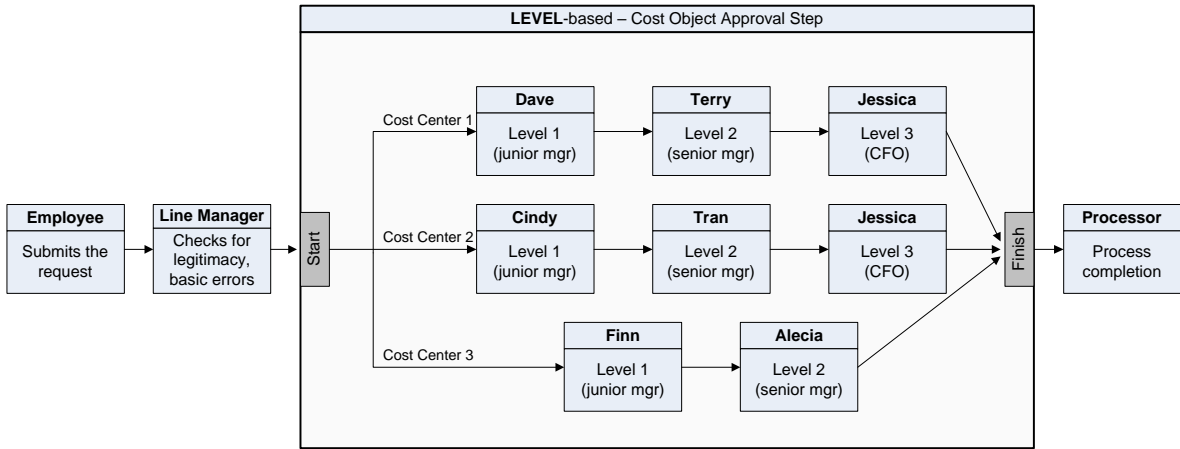 LEVEL-based – Cost Object Approval Step
Employee
Submits the
request
Line Manager
Checks for
legitimacy,
basic errors
Start
Cost Center 1
Dave
Level 1
(junior mgr)
Terry
Level 2
(senior mgr)
Jessica
Level 3
(CFO)
Cost Center 2
Cindy
Level 1
(junior mgr)
Tran
Level 2
(senior mgr)
Jessica
Level 3
(CFO)
Cost Center 3
Finn
Level 1
(junior mgr)
Alecia
Level 2
(senior mgr)
Finish
Processor
Process
completion